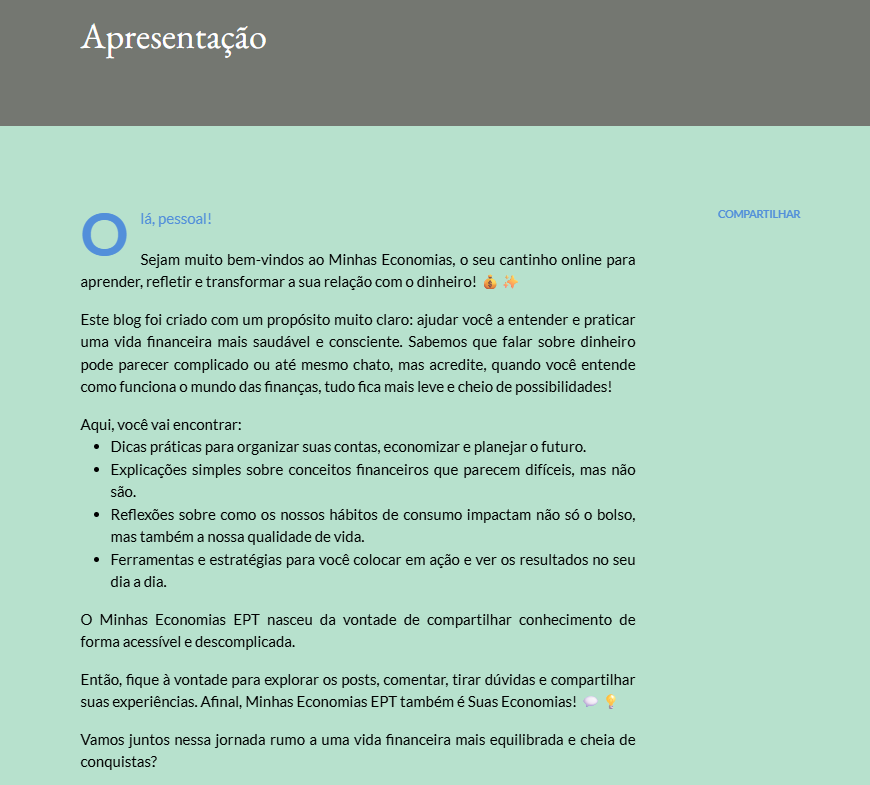 Apresentação
Olá, pessoal!
COMPARTILHAR
Sejam muito bem-vindos ao Minhas Economias, o seu cantinho online para
aprender, refletir e transformar a sua relação com o dinheiro! 💰 ✨
Este blog foi criado com um propósito muito claro: ajudar você a entender e praticar
uma vida financeira mais saudável e consciente. Sabemos que falar sobre dinheiro
pode parecer complicado ou até mesmo chato, mas acredite, quando você entende
como funciona o mundo das finanças, tudo fica mais leve e cheio de possibilidades!
Aqui, você vai encontrar:
• Dicas práticas para organizar suas contas, economizar e planejar o futuro.
• Explicações simples sobre conceitos financeiros que parecem difíceis, mas não
são.
• Reflexões sobre como os nossos hábitos de consumo impactam não só o bolso,
mas também a nossa qualidade de vida.
• Ferramentas e estratégias para você colocar em ação e ver os resultados no seu
dia a dia.
O Minhas Economias EPT nasceu da vontade de compartilhar conhecimento de
forma acessível e descomplicada.
Então, fique à vontade para explorar os posts, comentar, tirar dúvidas e compartilhar
suas experiências. Afinal, Minhas Economias EPT também é Suas Economias! 💬 💡
Vamos juntos nessa jornada rumo a uma vida financeira mais equilibrada e cheia de
conquistas?